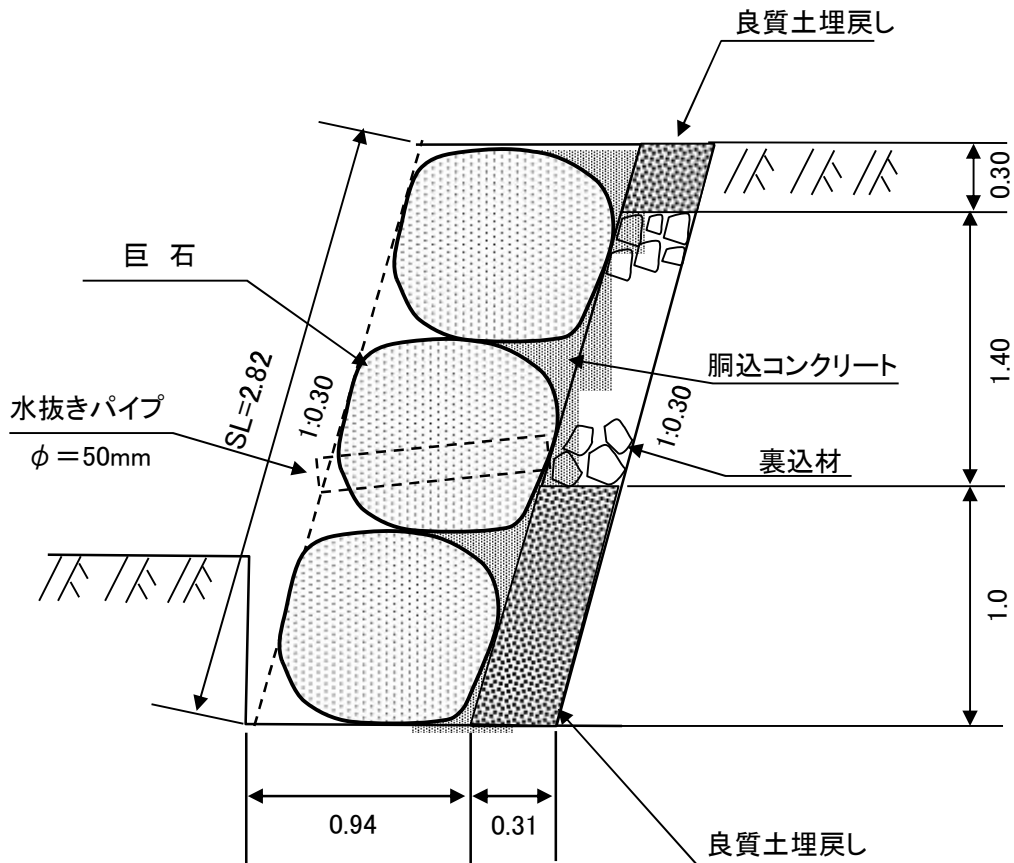 良質土埋戻し
0.30
巨 石
1.40
胴込コンクリート
SL=2.82
1:0.30
1:0.30
水抜きパイプ
φ=50mm
裏込材
1.0
0.94
0.31
良質土埋戻し